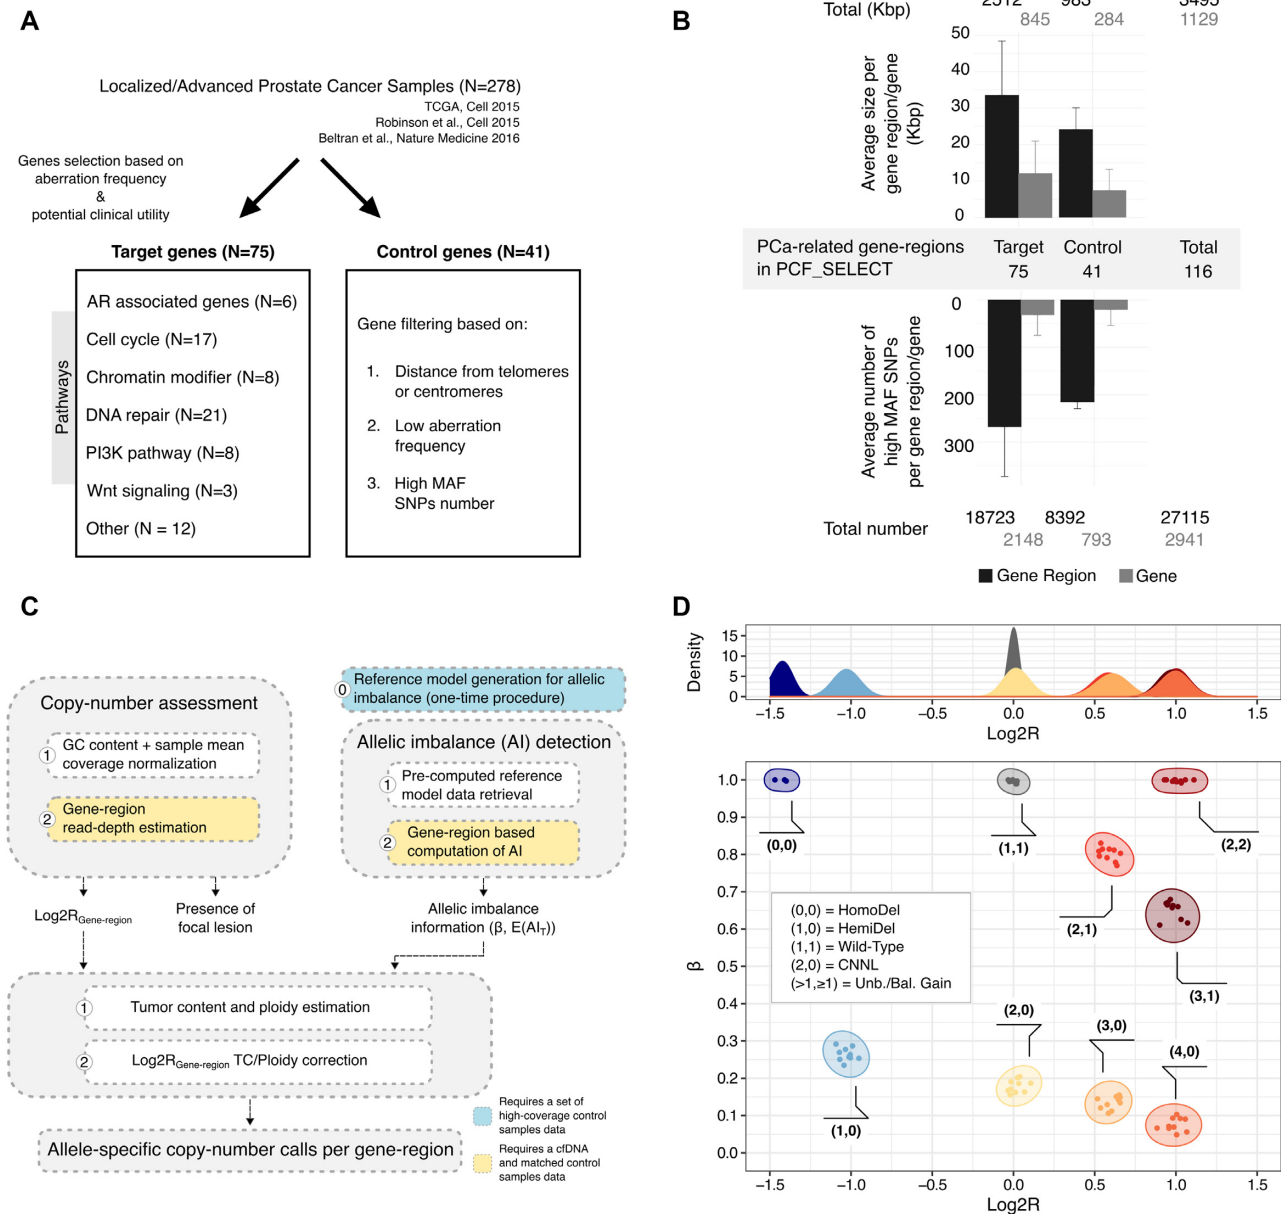 A
Localized/Advanced Prostate Cancer Samples (N=278)
TCGA, Cell 2015
Robinson et al., Cell 2015
Beltran et al., Nature Medicine 2016
Genes selection based on
aberration frequency
&
potential clinical utility
Target genes (N=75)
Control genes (N=41)
Pathways
AR associated genes (N=6)
Cell cycle (N=17)
Chromatin modifier (N=8)
DNA repair (N=21)
PI3K pathway (N=8)
Wnt signaling (N=3)
Other (N = 12)
Gene filtering based on:
1. Distance from telomeres
or centromeres
2. Low aberration
frequency
3. High MAF
SNPs number
B
Total (Kbp) 2512 983 3495
845 284 1129
Average size per
gene region/gene
(Kbp)
50
40
30
20
10
0
PCa-related gene-regions Target Control Total
in PCF_SELECT 75 41 116
Average number of
high MAF SNPs
per gene region/gene
0
100
200
300
Total number 18723 8392 27115
2148 793 2941
Gene Region Gene
C
Copy-number assessment
1 GC content + sample mean
coverage normalization
2 Gene-region
read-depth estimation
0 Reference model generation for allelic
imbalance (one-time procedure)
Allelic imbalance (AI) detection
1 Pre-computed reference
model data retrieval
2 Gene-region based
computation of AI
Log2RGene-region
Presence of
focal lesion
Allelic imbalance
information (β, E(AIT))
1 Tumor content and ploidy estimation
2 Log2RGene-region TC/Ploidy correction
Allele-specific copy-number calls per gene-region
Requires a set of
high-coverage control
samples data
Requires a cfDNA
and matched control
samples data
D
Density
15
10
5
0
−1.5 −1.0 −0.5 0.0 0.5 1.0 1.5
Log2R
β
1.0
0.9
0.8
0.7
0.6
0.5
0.4
0.3
0.2
0.1
0.0
(0,0)
(1,1)
(2,2)
(2,1)
(3,1)
(0,0) = HomoDel
(1,0) = HemiDel
(1,1) = Wild-Type
(2,0) = CNNL
(>1,≥1) = Unb./Bal. Gain
(2,0)
(3,0)
(4,0)
(1,0)
−1.5 −1.0 −0.5 0.0 0.5 1.0 1.5
Log2R